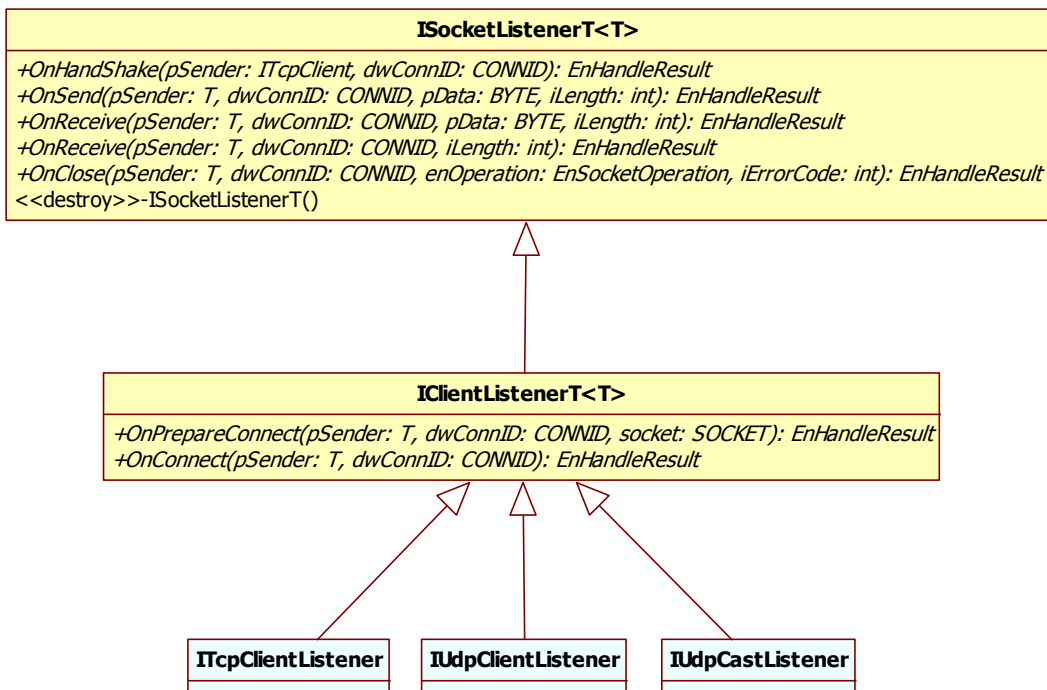 ISocketListenerT<T>
+OnHandShake(pSender: ITcpClient, dwConnID: CONNID): EnHandleResult
+OnSend(pSender: T, dwConnID: CONNID, pData: BYTE, iLength: int): EnHandleResult
+OnReceive(pSender: T, dwConnID: CONNID, pData: BYTE, iLength: int): EnHandleResult
+OnReceive(pSender: T, dwConnID: CONNID, iLength: int): EnHandleResult
+OnClose(pSender: T, dwConnID: CONNID, enOperation: EnSocketOperation, iErrorCode: int): EnHandleResult
<<destroy>>-ISocketListenerT()
IClientListenerT<T>
+OnPrepareConnect(pSender: T, dwConnID: CONNID, socket: SOCKET): EnHandleResult
+OnConnect(pSender: T, dwConnID: CONNID): EnHandleResult
ITcpClientListener
IUdpClientListener
IUdpCastListener